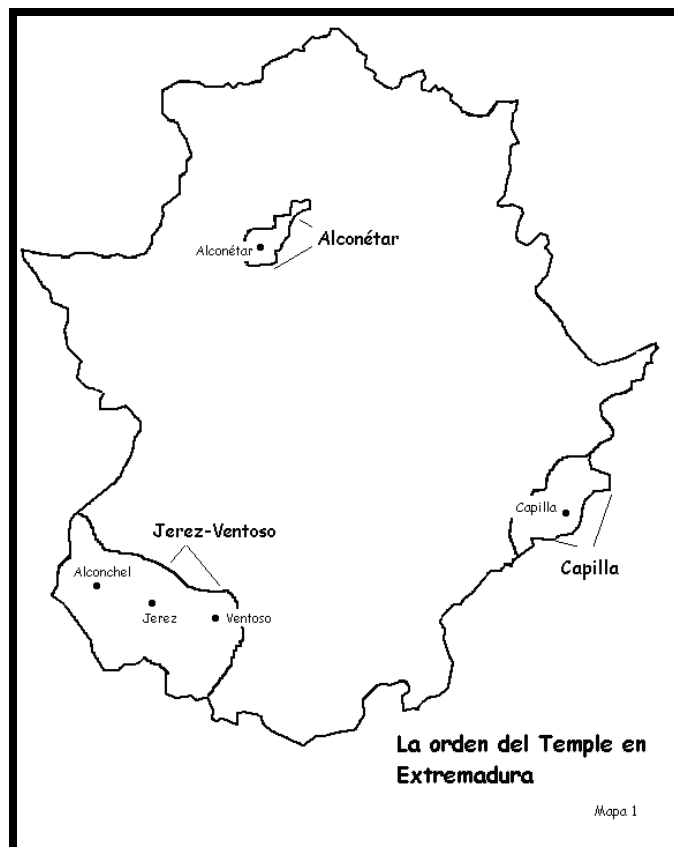 Alconétar
Alconétar
Capilla
Capilla
Jerez-Ventoso
Alconchel
Jerez
Ventoso
La orden del Temple en
Extremadura
Mapa 1